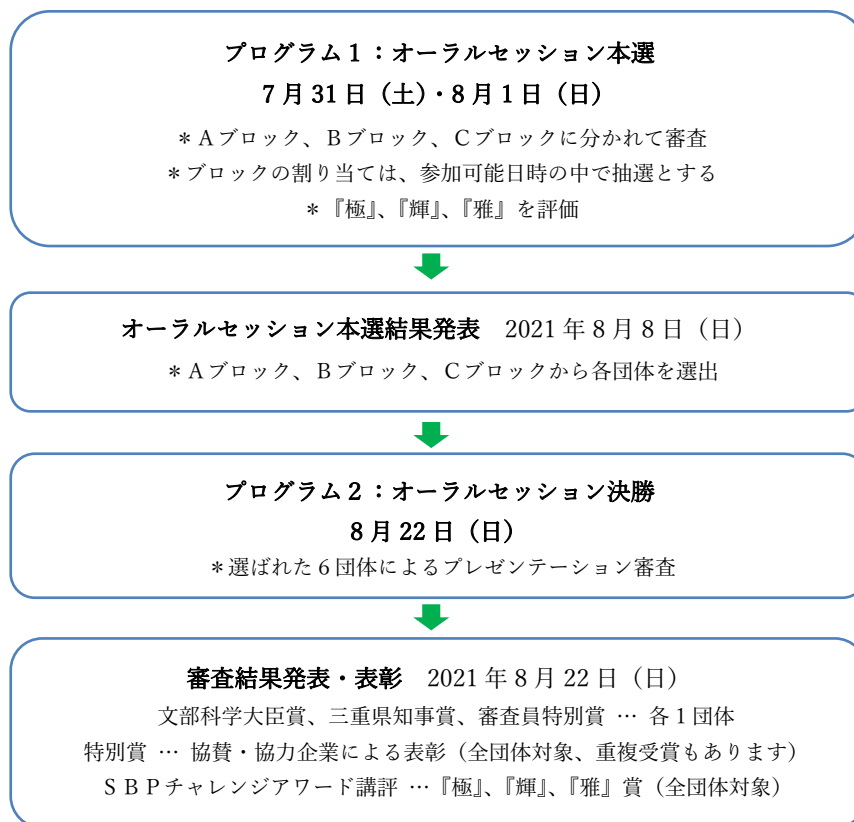 プログラム１：オーラルセッション本選
7月31日（土）・8月1日（日）
＊Ａブロック、Ｂブロック、Ｃブロックに分かれて審査
＊ブロックの割り当ては、参加可能日時の中で抽選とする
＊『極』、『輝』、『雅』を評価
オーラルセッション本選結果発表　2021年8月8日（日）
＊Ａブロック、Ｂブロック、Ｃブロックから各団体を選出
プログラム２：オーラルセッション決勝
8月22日（日）
＊選ばれた６団体によるプレゼンテーション審査
審査結果発表・表彰　2021年8月22日（日）
文部科学大臣賞、三重県知事賞、審査員特別賞 … 各１団体
特別賞 … 協賛・協力企業による表彰（全団体対象、重複受賞もあります）
ＳＢＰチャレンジアワード講評 …『極』、『輝』、『雅』賞（全団体対象）